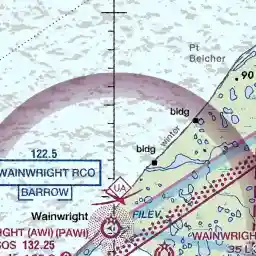 Pt
Belcher
90
bldg
122.5
winter
WAINWRIGHT RCO
bldg
BARROW
UA
Wainwright
FILEV
WAINWRIGHT
GHT (AWI) (PAWI)
OS 132.25
35 L